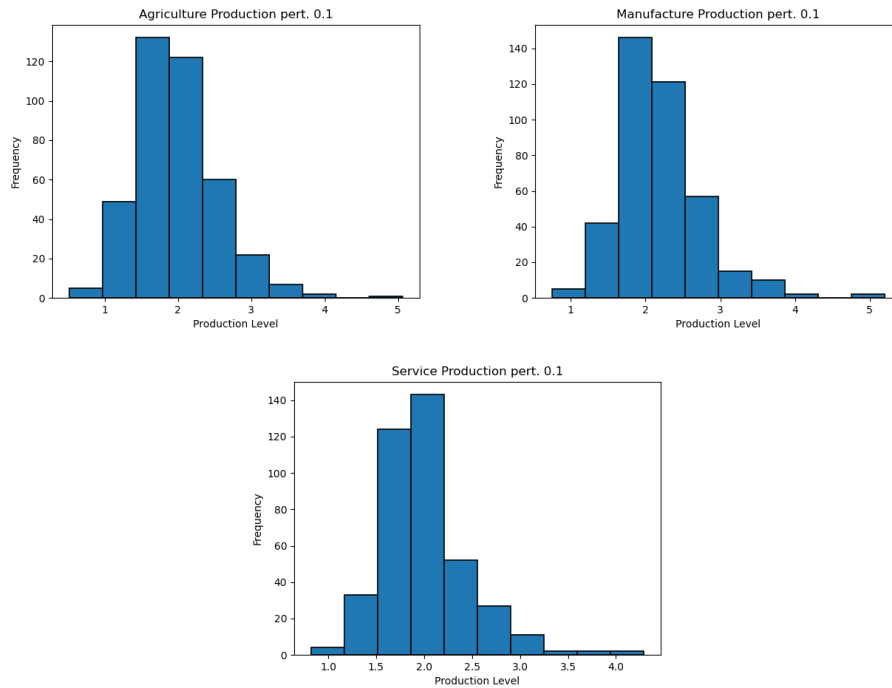 Agriculture Production pert. 0.1
Frequency
120
100
80
60
40
20
0
1 2 3 4 5
Production Level
Manufacture Production pert. 0.1
Frequency
140
120
100
80
60
40
20
0
1 2 3 4 5
Production Level
Service Production pert. 0.1
Frequency
140
120
100
80
60
40
20
0
1.0 1.5 2.0 2.5 3.0 3.5 4.0
Production Level